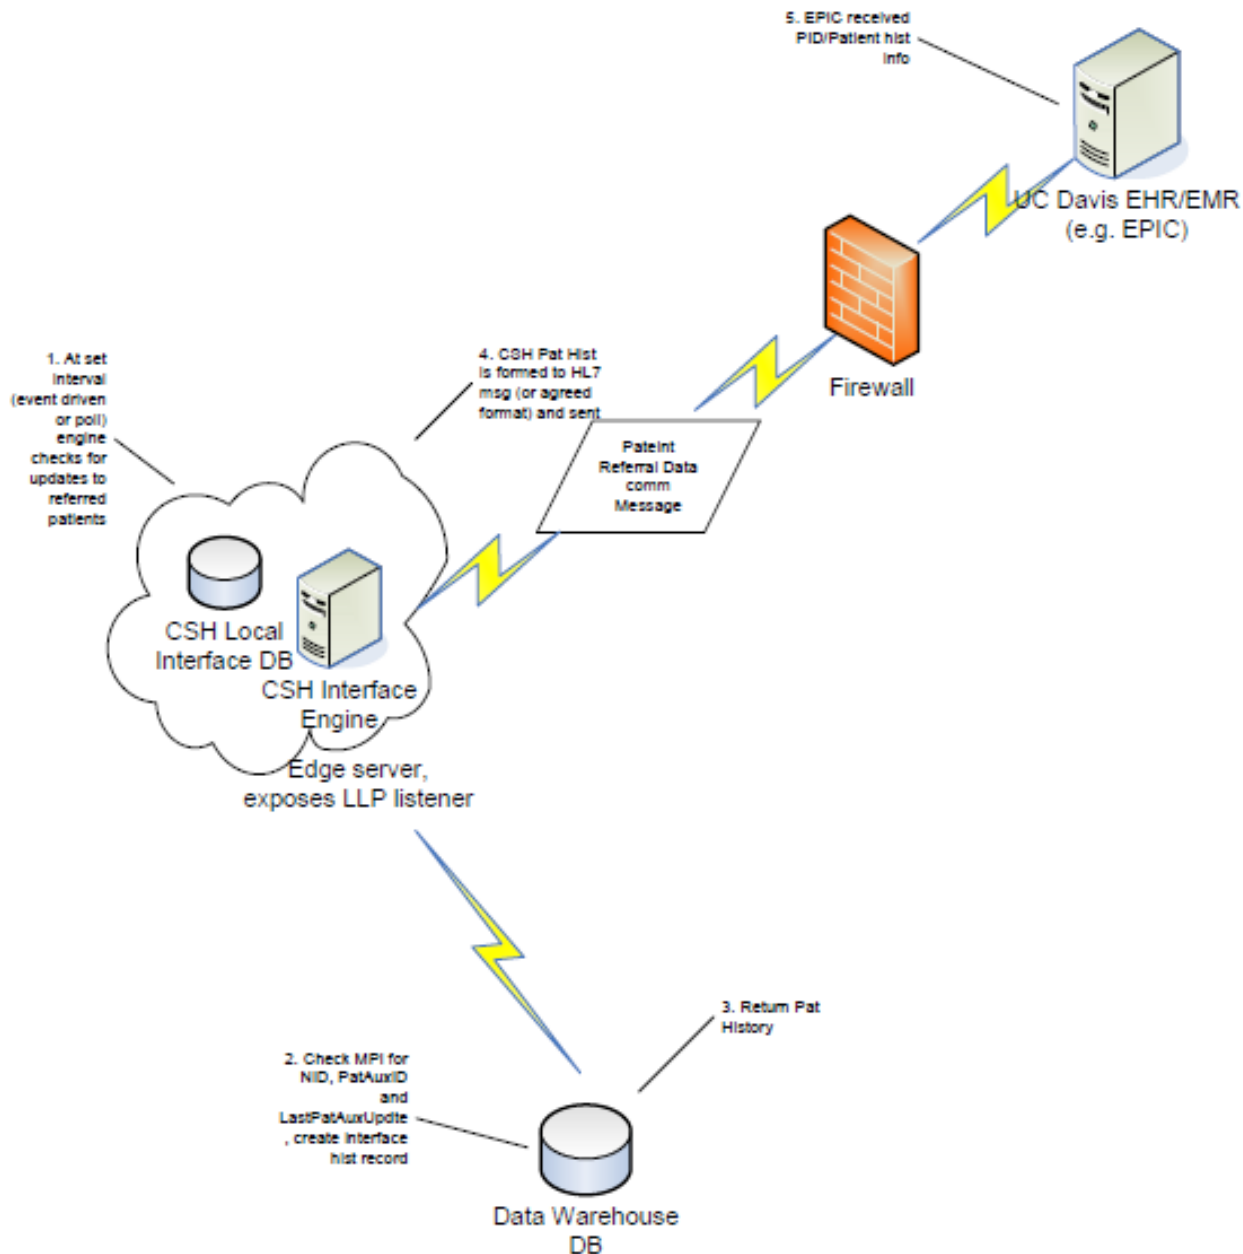 5. EPIC received
PID/Patient hist
info
UC Davis EHR/EMR
(e.g. EPIC)
Firewall
1. At set
interval
(event driven
or poll)
engine
checks for
updates to
referred
patients
4. CSH Pat Hist
is formed to HL7
msg (or agreed
format) and sent
Pateint
Referral Data
comm
Message
CSH Local
Interface DB
CSH Interface
Engine
Edge server,
exposes LLP listener
3. Return Pat
History
2. Check MPI for
NID, PatAuxID
and
LastPatAuxUpdte
, create interface
hist record
Data Warehouse
DB